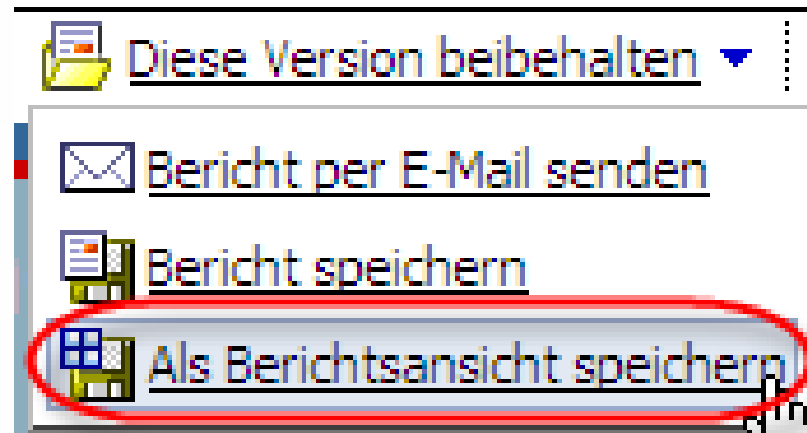 Diese Version beibehalten
Bericht per E-Mail senden
Bericht speichern
Als Berichtsansicht speichern